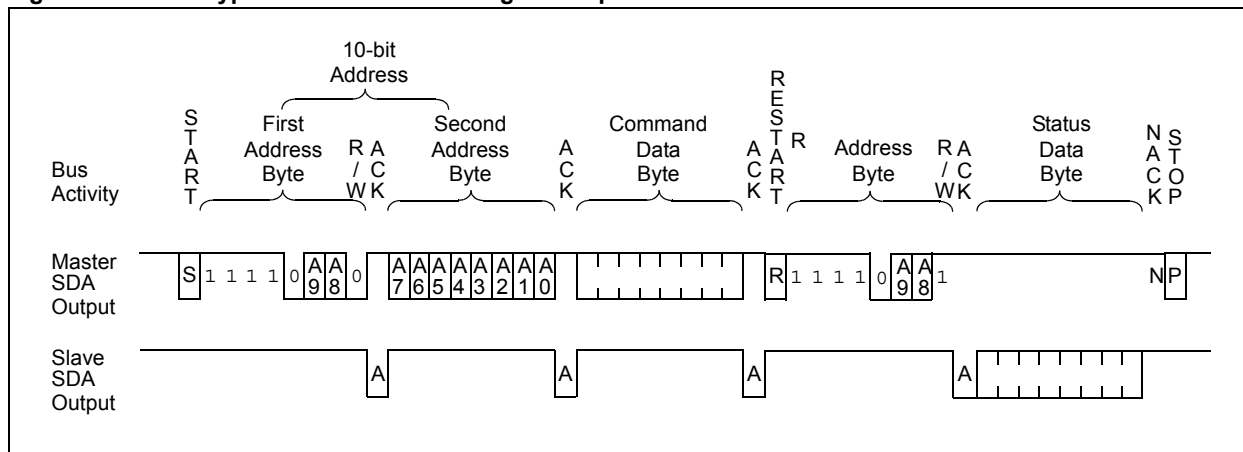 10-bit
Address
START
First
Address
Byte
R/W
ACK
Second
Address
Byte
ACK
Command
Data
Byte
ACK
RESTART
R
Address
Byte
R/W
ACK
Status
Data
Byte
NACK
STOP
Bus
Activity
Master
SDA
Output
S 1 1 1 1 0 A9 A8 0 A7 A6 A5 A4 A3 A2 A1 A0 R 1 1 1 1 0 A9 A8 1 N P
Slave
SDA
Output
A A A A